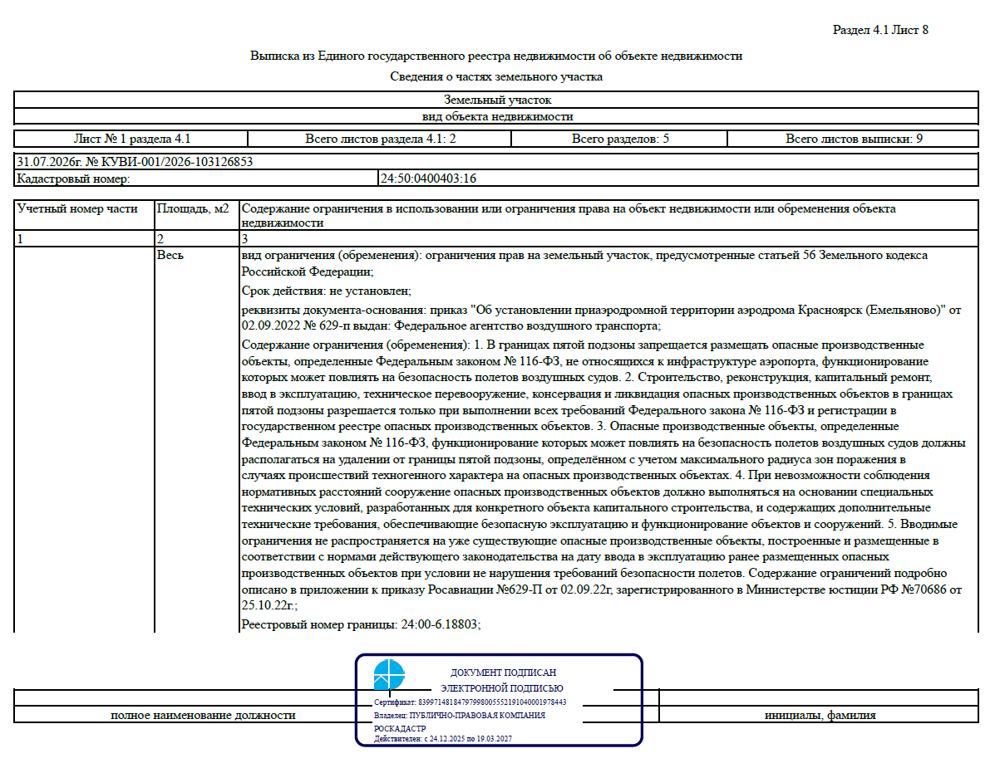 Раздел 4.1 Лист 8
Выписка из Единого государственного реестра недвижимости об объекте недвижимости
Сведения о частях земельного участка
Земельный участок
вид объекта недвижимости
Лист № 1 раздела 4.1 Всего листов раздела 4.1: 2 Всего разделов: 5 Всего листов выписки: 9
31.07.2026г. № КУВИ-001/2026-103126853
Кадастровый номер: 24:50:0400403:16
Учетный номер части Площадь, м2 Содержание ограничения в использовании или ограничения права на объект недвижимости или обременения объекта
недвижимости
1 2 3
Весь вид ограничения (обременения): ограничения прав на земельный участок, предусмотренные статьей 56 Земельного кодекса
Российской Федерации;
Срок действия: не установлен;
реквизиты документа-основания: приказ "Об установлении приаэродромной территории аэродрома Красноярск (Емельяново)" от
02.09.2022 № 629-п выдан: Федеральное агентство воздушного транспорта;
Содержание ограничения (обременения): 1. В границах пятой подзоны запрещается размещать опасные производственные
объекты, определенные Федеральным законом № 116-ФЗ, не относящихся к инфраструктуре аэропорта, функционирование
которых может повлиять на безопасность полетов воздушных судов. 2. Строительство, реконструкция, капитальный ремонт,
ввод в эксплуатацию, техническое перевооружение, консервация и ликвидация опасных производственных объектов в границах
пятой подзоны разрешается только при выполнении всех требований Федерального закона № 116-ФЗ и регистрации в
государственном реестре опасных производственных объектов. 3. Опасные производственные объекты, определенные
Федеральным законом № 116-ФЗ, функционирование которых может повлиять на безопасность полетов воздушных судов должны
располагаться на удалении от границы пятой подзоны, определённом с учетом максимального радиуса зон поражения в
случаях происшествий техногенного характера на опасных производственных объектах. 4. При невозможности соблюдения
нормативных расстояний сооружение опасных производственных объектов должно выполняться на основании специальных
технических условий, разработанных для конкретного объекта капитального строительства, и содержащих дополнительные
технические требования, обеспечивающие безопасную эксплуатацию и функционирование объектов и сооружений. 5. Вводимые
ограничения не распространяется на уже существующие опасные производственные объекты, построенные и размещенные в
соответствии с нормами действующего законодательства на дату ввода в эксплуатацию ранее размещенных опасных
производственных объектов при условии не нарушения требований безопасности полетов. Содержание ограничений подробно
описано в приложении к приказу Росавиации №629-П от 02.09.22г, зарегистрированного в Министерстве юстиции РФ №70686 от
25.10.22г.;
Реестровый номер границы: 24:00-6.18803;
ДОКУМЕНТ ПОДПИСАН
ЭЛЕКТРОННОЙ ПОДПИСЬЮ
Сертификат: 83997148184797998005552191040001978443
Владелец: ПУБЛИЧНО-ПРАВОВАЯ КОМПАНИЯ
РОСКАДАСТР
Действителен: с 24.12.2025 по 19.03.2027
полное наименование должности инициалы, фамилия